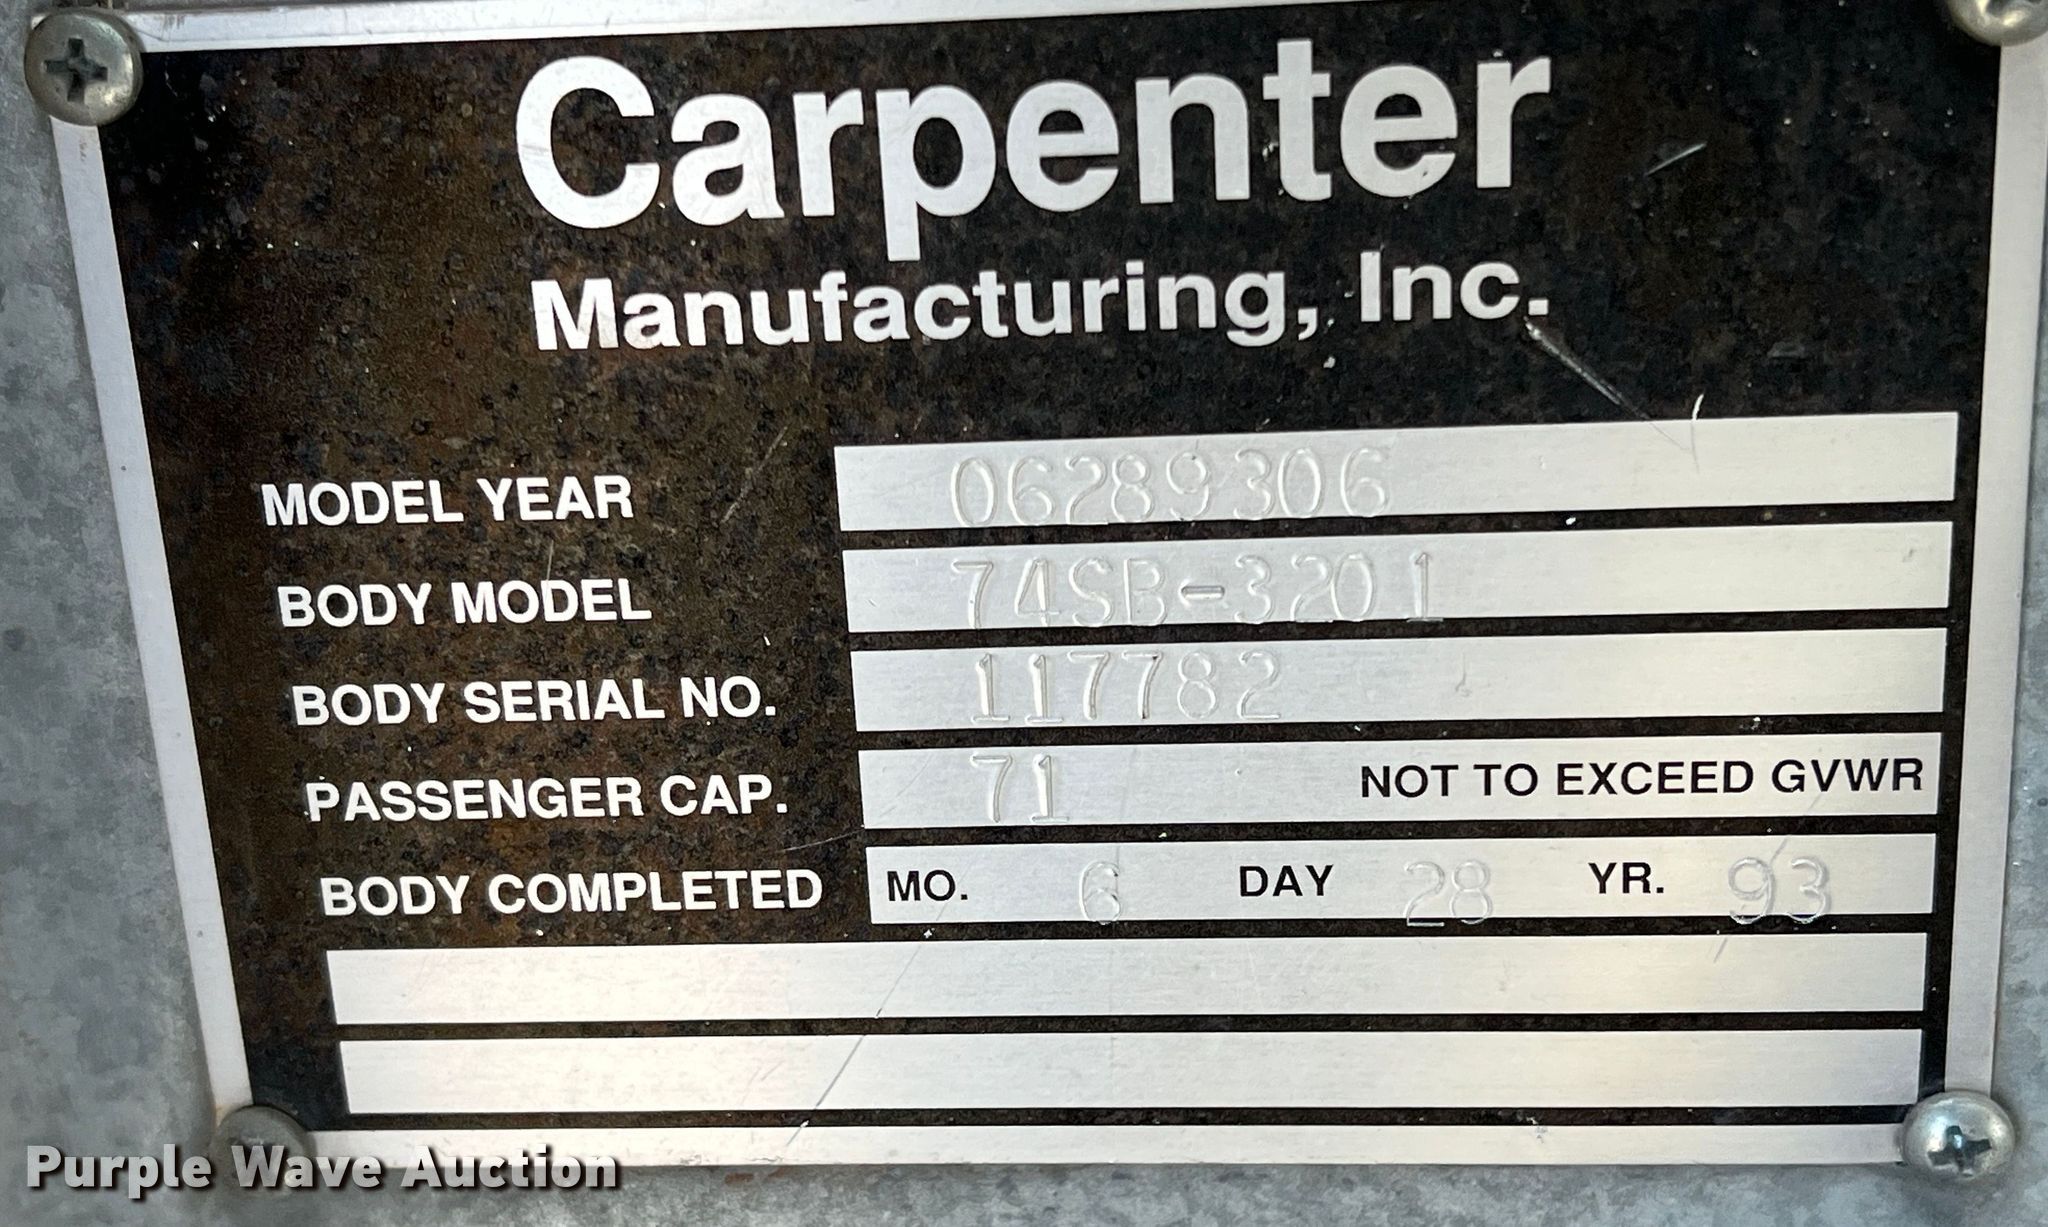 Carpenter
Manufacturing, Inc.
MODEL YEAR 06289306
BODY MODEL 74SB-3201
BODY SERIAL NO. 117782
PASSENGER CAP. 71 NOT TO EXCEED GVWR
BODY COMPLETED MO. 6 DAY 28 YR. 93
Purple Wave Auction